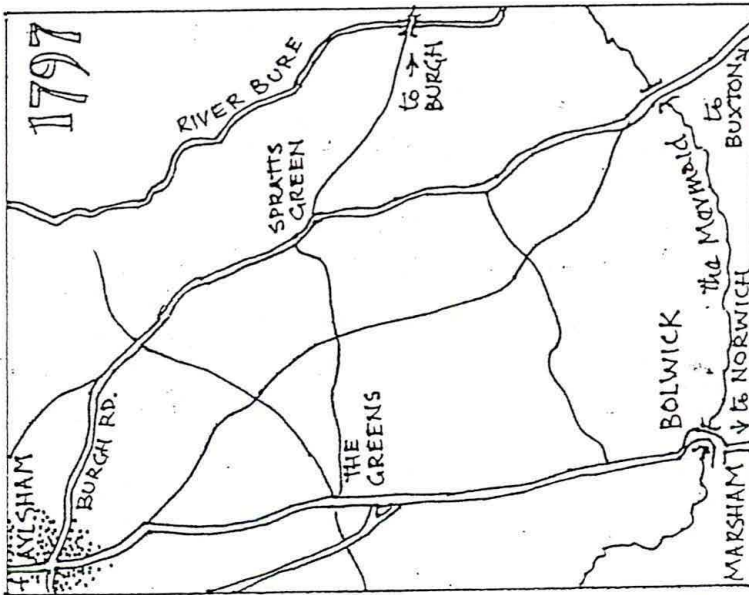 1797
RIVER BURE
to → BURGH
SPRATTS
GREEN
AYLSHAM
BURGH RD.
THE
GREENS
BOLWICK
the Marmaid
to
BUXTON
MARSHAM
to NORWICH